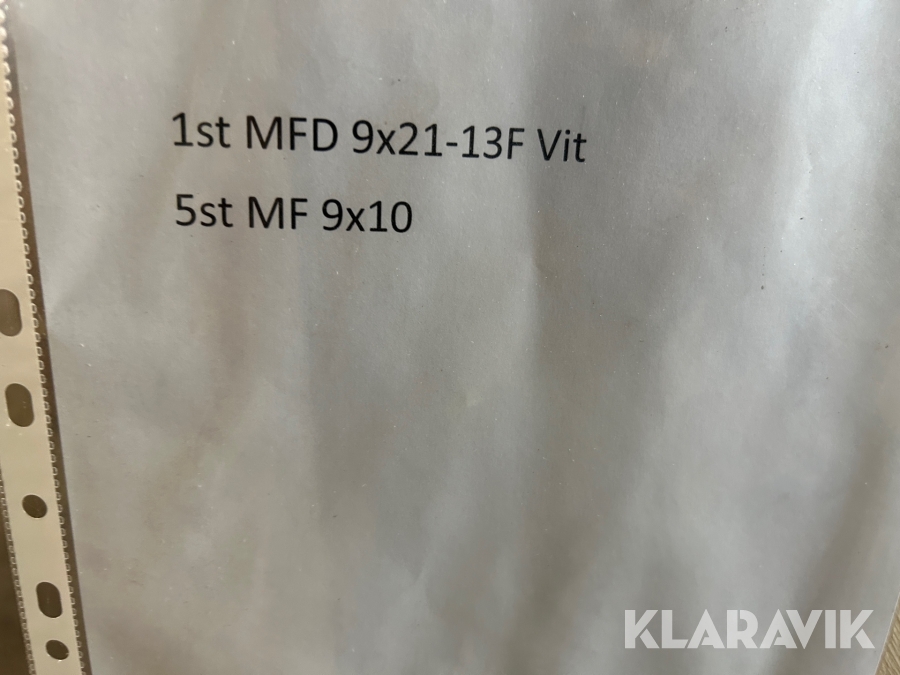 1st MFD 9x21-13F Vit
5st MF 9x10
KLARAVIK